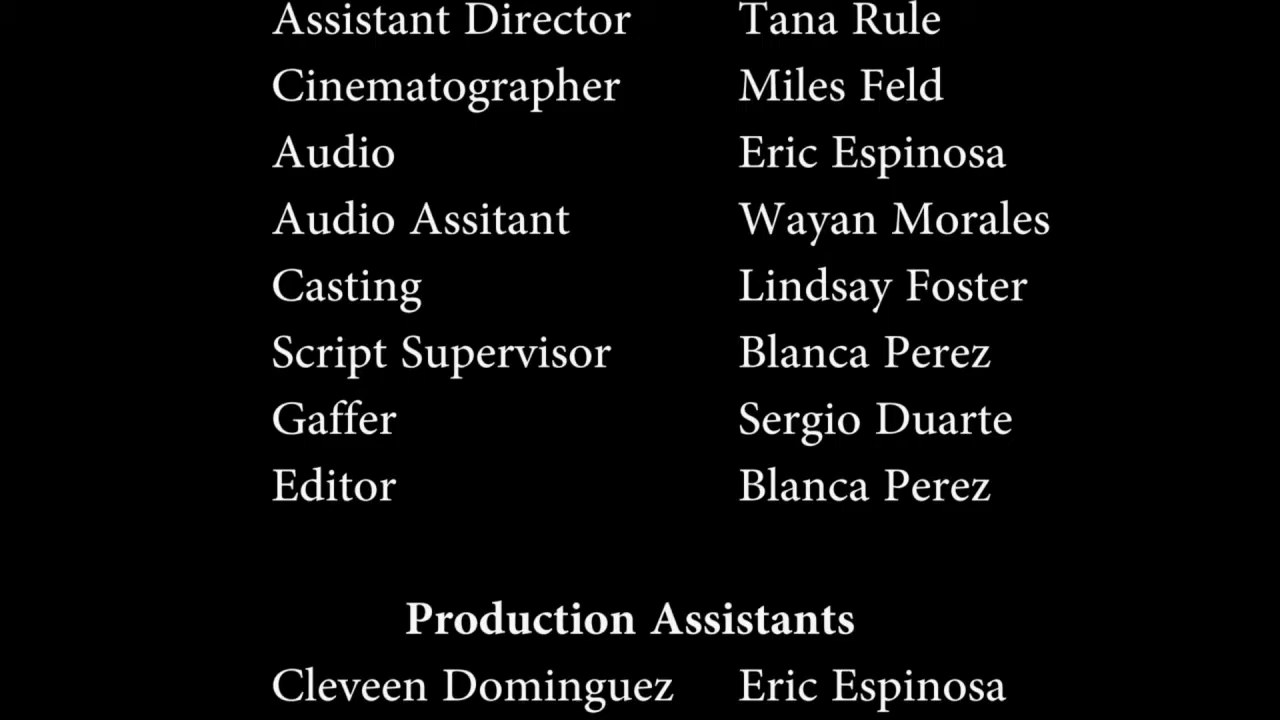 Assistant Director Tana Rule
Cinematographer Miles Feld
Audio Eric Espinosa
Audio Assitant Wayan Morales
Casting Lindsay Foster
Script Supervisor Blanca Perez
Gaffer Sergio Duarte
Editor Blanca Perez
Production Assistants
Cleveen Dominguez Eric Espinosa